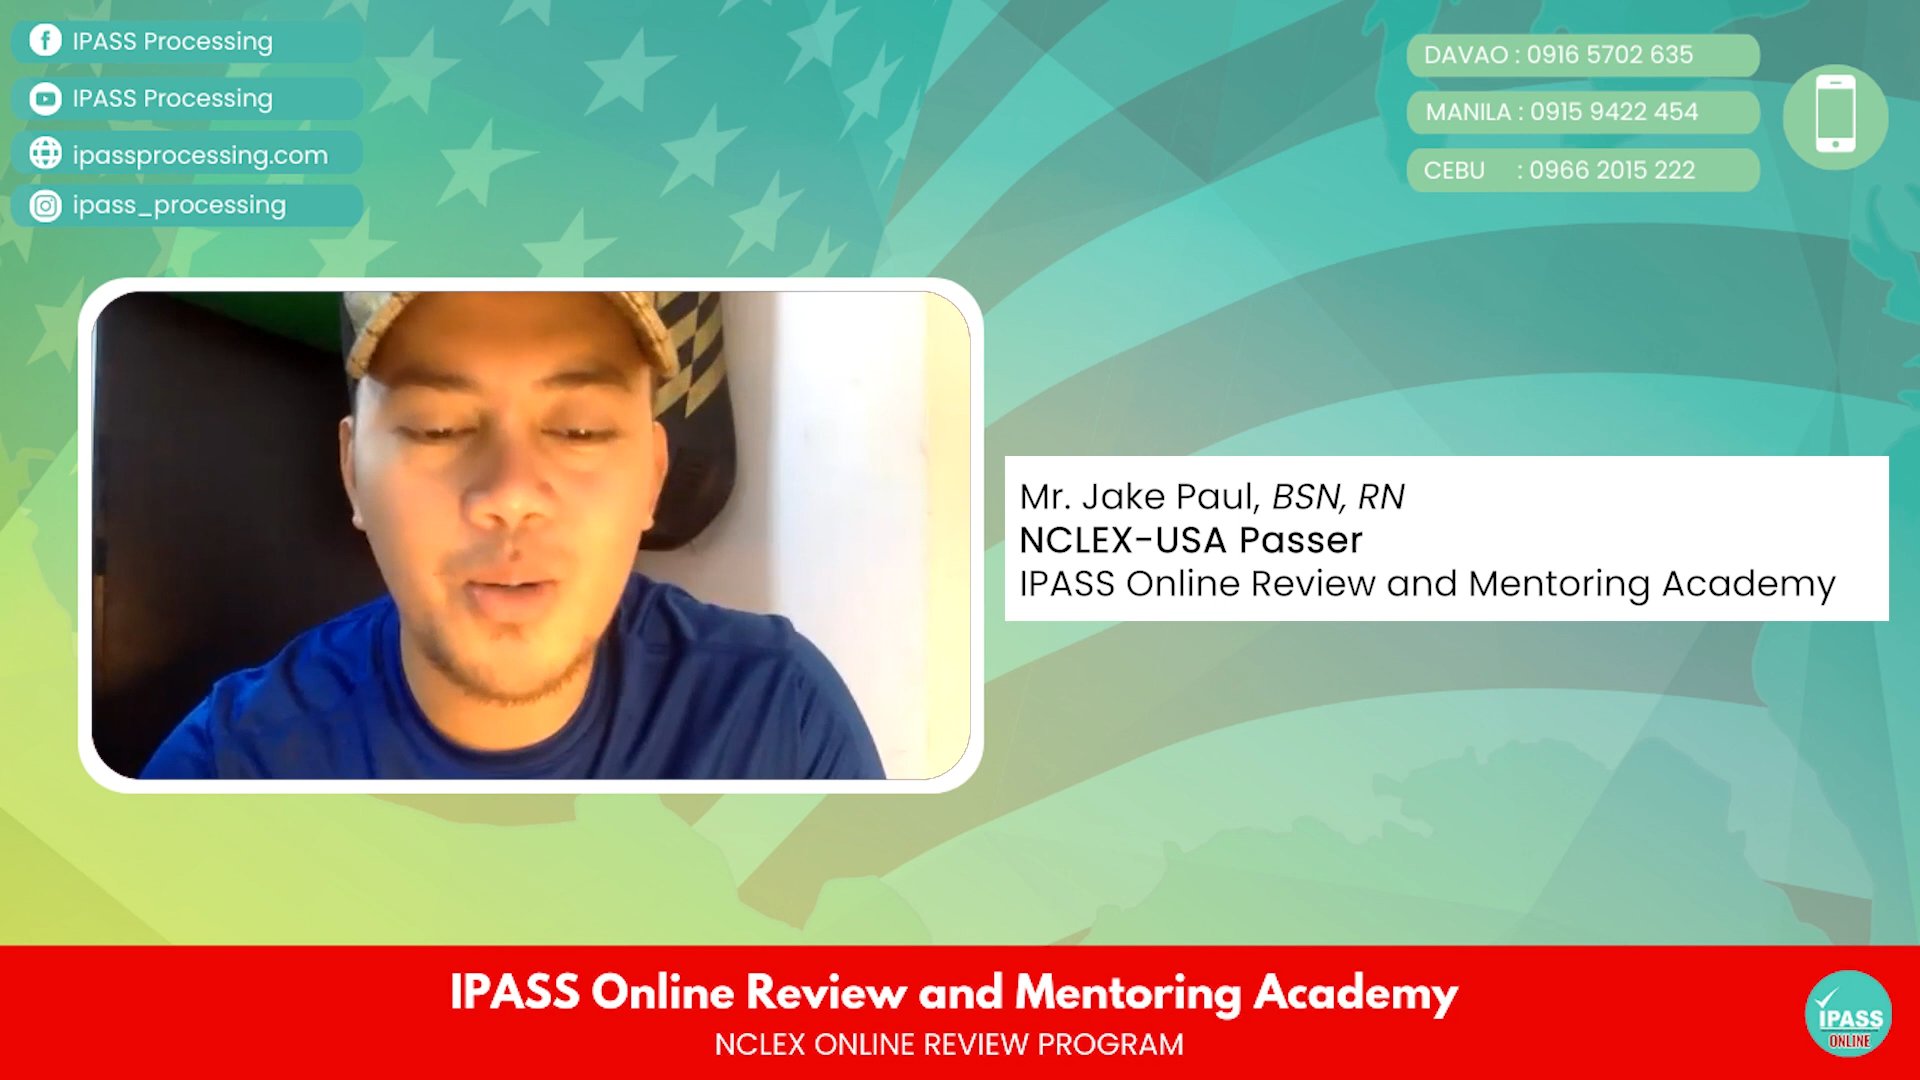 IPASS Processing
IPASS Processing
ipassprocessing.com
ipass_processing
DAVAO : 0916 5702 635
MANILA : 0915 9422 454
CEBU : 0966 2015 222
Mr. Jake Paul, BSN, RN
NCLEX-USA Passer
IPASS Online Review and Mentoring Academy
IPASS Online Review and Mentoring Academy
NCLEX ONLINE REVIEW PROGRAM
iPASS
ONLINE